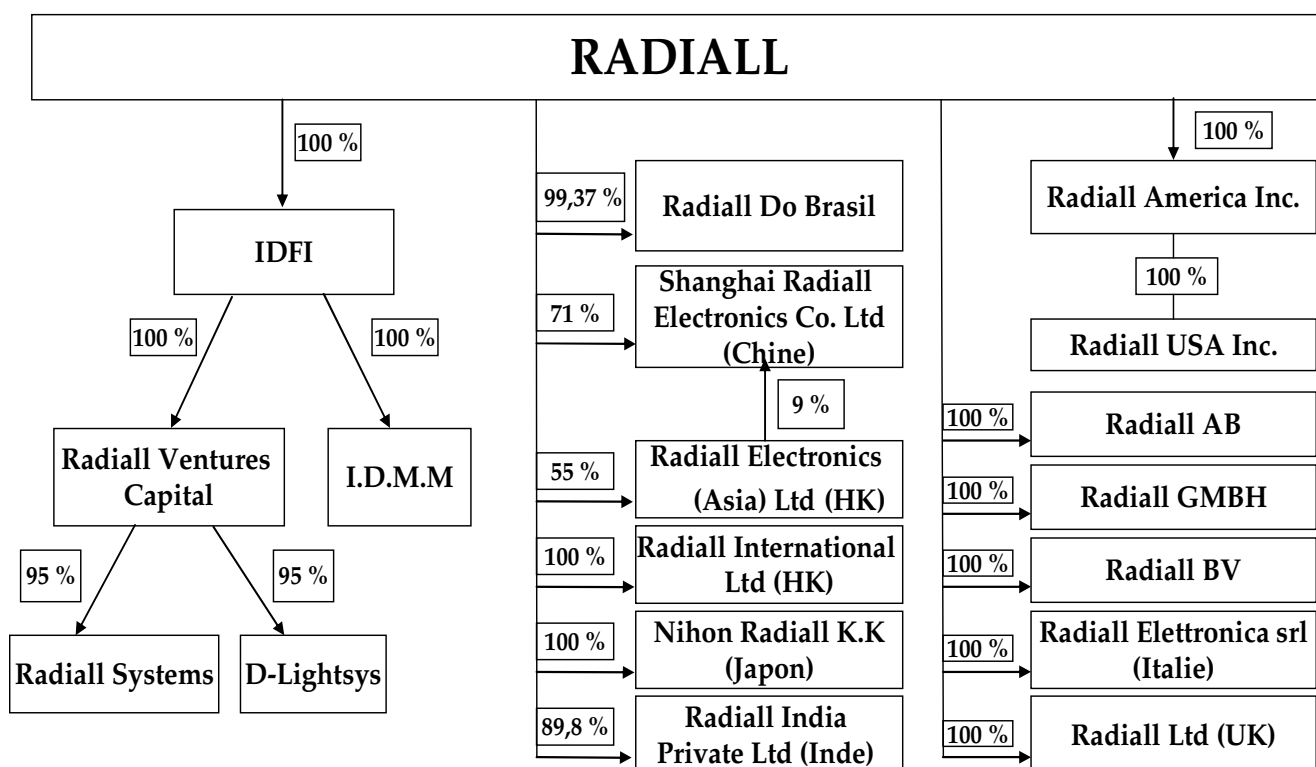 RADIALL
100 %
IDFI
100 %
100 %
Radiall Ventures
Capital
I.D.M.M
95 %
95 %
Radiall Systems
D-Lightsys
99,37 %
Radiall Do Brasil
71 %
Shanghai Radiall
Electronics Co. Ltd
(Chine)
9 %
55 %
Radiall Electronics
(Asia) Ltd (HK)
100 %
Radiall International
Ltd (HK)
100 %
Nihon Radiall K.K
(Japon)
89,8 %
Radiall India
Private Ltd (Inde)
100 %
Radiall America Inc.
100 %
Radiall USA Inc.
100 %
Radiall AB
100 %
Radiall GMBH
100 %
Radiall BV
100 %
Radiall Elettronica srl
(Italie)
100 %
Radiall Ltd (UK)